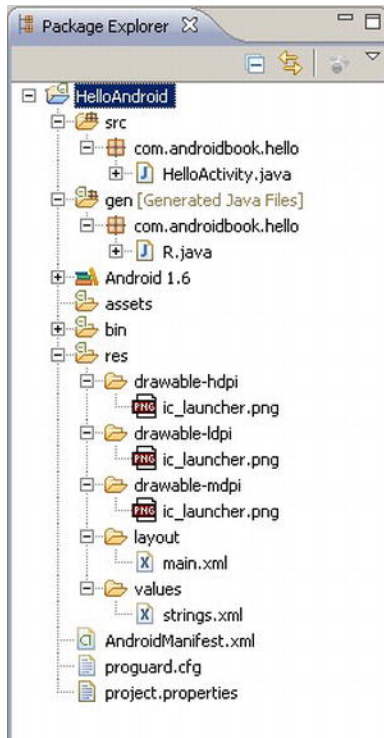 Package Explorer
HelloAndroid
src
com.androidbook.hello
HelloActivity.java
gen [Generated Java Files]
com.androidbook.hello
R.java
Android 1.6
assets
bin
res
drawable-hdpi
ic_launcher.png
drawable-ldpi
ic_launcher.png
drawable-mdpi
ic_launcher.png
layout
main.xml
values
strings.xml
AndroidManifest.xml
proguard.cfg
project.properties